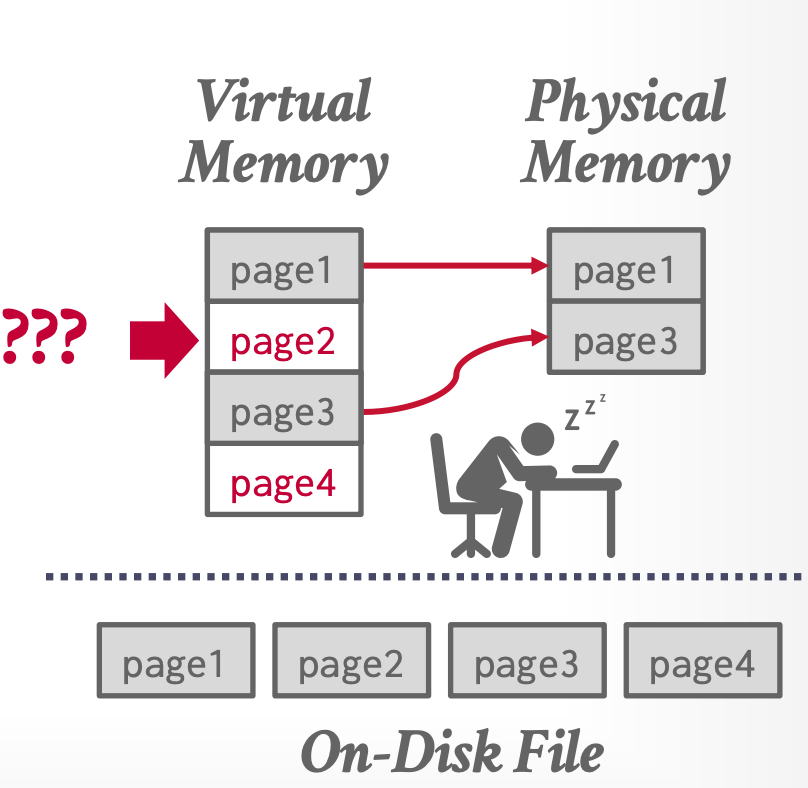 Virtual
Memory
Physical
Memory
page1
page2
page3
page4
page1
page3
???
z z z
page1 page2 page3 page4
On-Disk File